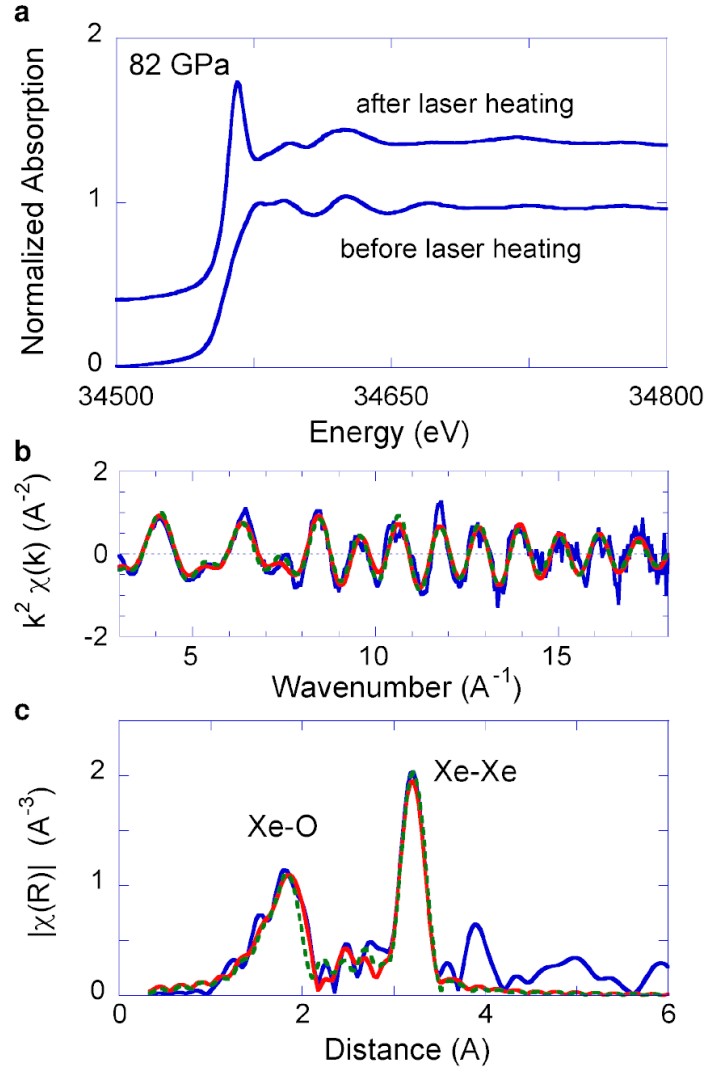 a
2
82 GPa
after laser heating
1
before laser heating
0
34500 34650 34800
Normalized Absorption
Energy (eV)
b
2
0
-2
k² χ(k) (A⁻²)
5 10 15
Wavenumber (A⁻¹)
c
2
Xe-Xe
Xe-O
1
0
|χ(R)| (A⁻³)
0 2 4 6
Distance (A)